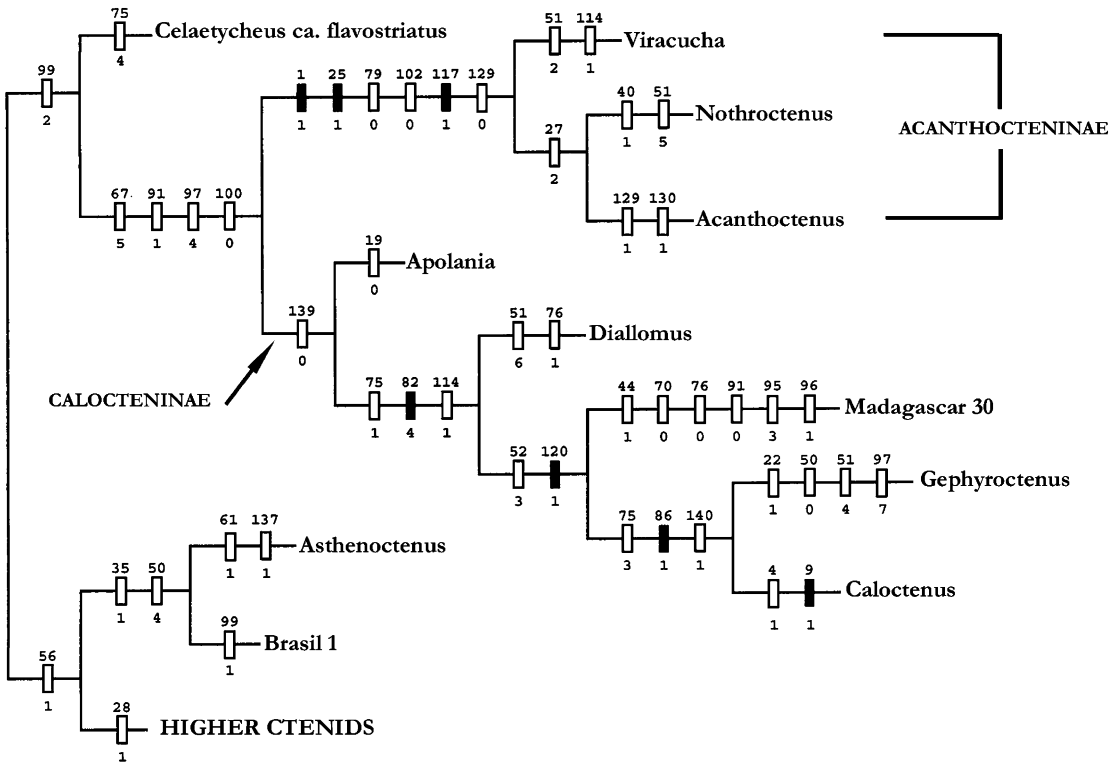 75
Celaetycheus ca. flavostriatus
4
99
2
1 25 79 102 117 129
1 1 0 0 1 0
51 114
Viracucha
2 1
27
2
40 51
Nothroctenus
1 5
129 130
Acanthoctenus
1 1
ACANTHOCTENINAE
67. 91 97 100
5 1 4 0
139
0
CALOCTENINAE
19
Apolania
0
75 82 114
1 4 1
51 76
Diallomus
6 1
52 120
3 1
44 70 76 91 95 96
Madagascar 30
1 0 0 0 3 1
75 86 140
3 1 1
22 50 51 97
Gephyroctenus
1 0 4 7
4 9
Caloctenus
1 1
61 137
Asthenoctenus
1 1
35 50
1 4
99
Brasil 1
1
56
1
28
HIGHER CTENIDS
1